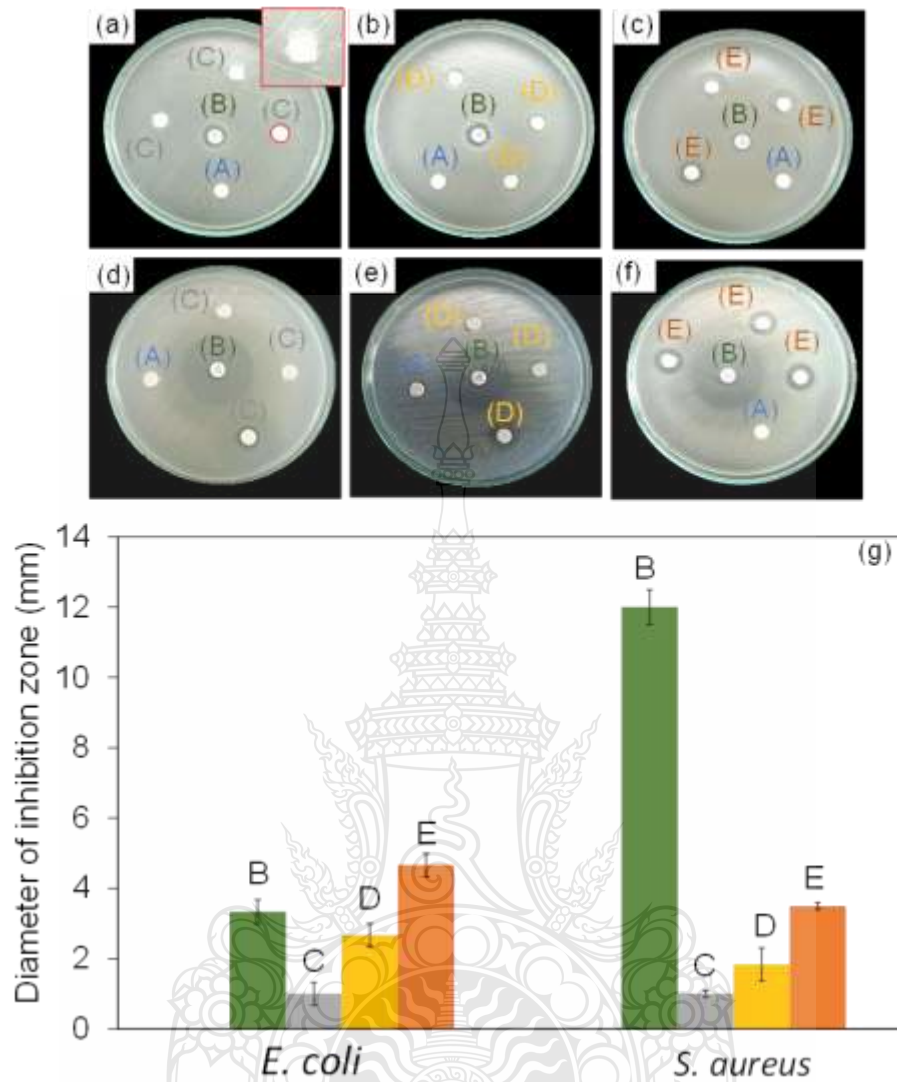 (a)
(C)
(B)
(C)
(C)
(A)
(b)
(D)
(B)
(D)
(A)
(D)
(c)
(E)
(E)
(B)
(E)
(A)
(d)
(C)
(B)
(A)
(C)
(C)
(e)
(D)
(B)
(D)
(D)
(f)
(E)
(E)
(E)
(B)
(A)
(g)
Diameter of inhibition zone (mm)
14
12
10
8
6
4
2
0
B
C
D
E
B
C
D
E
E. coli
S. aureus